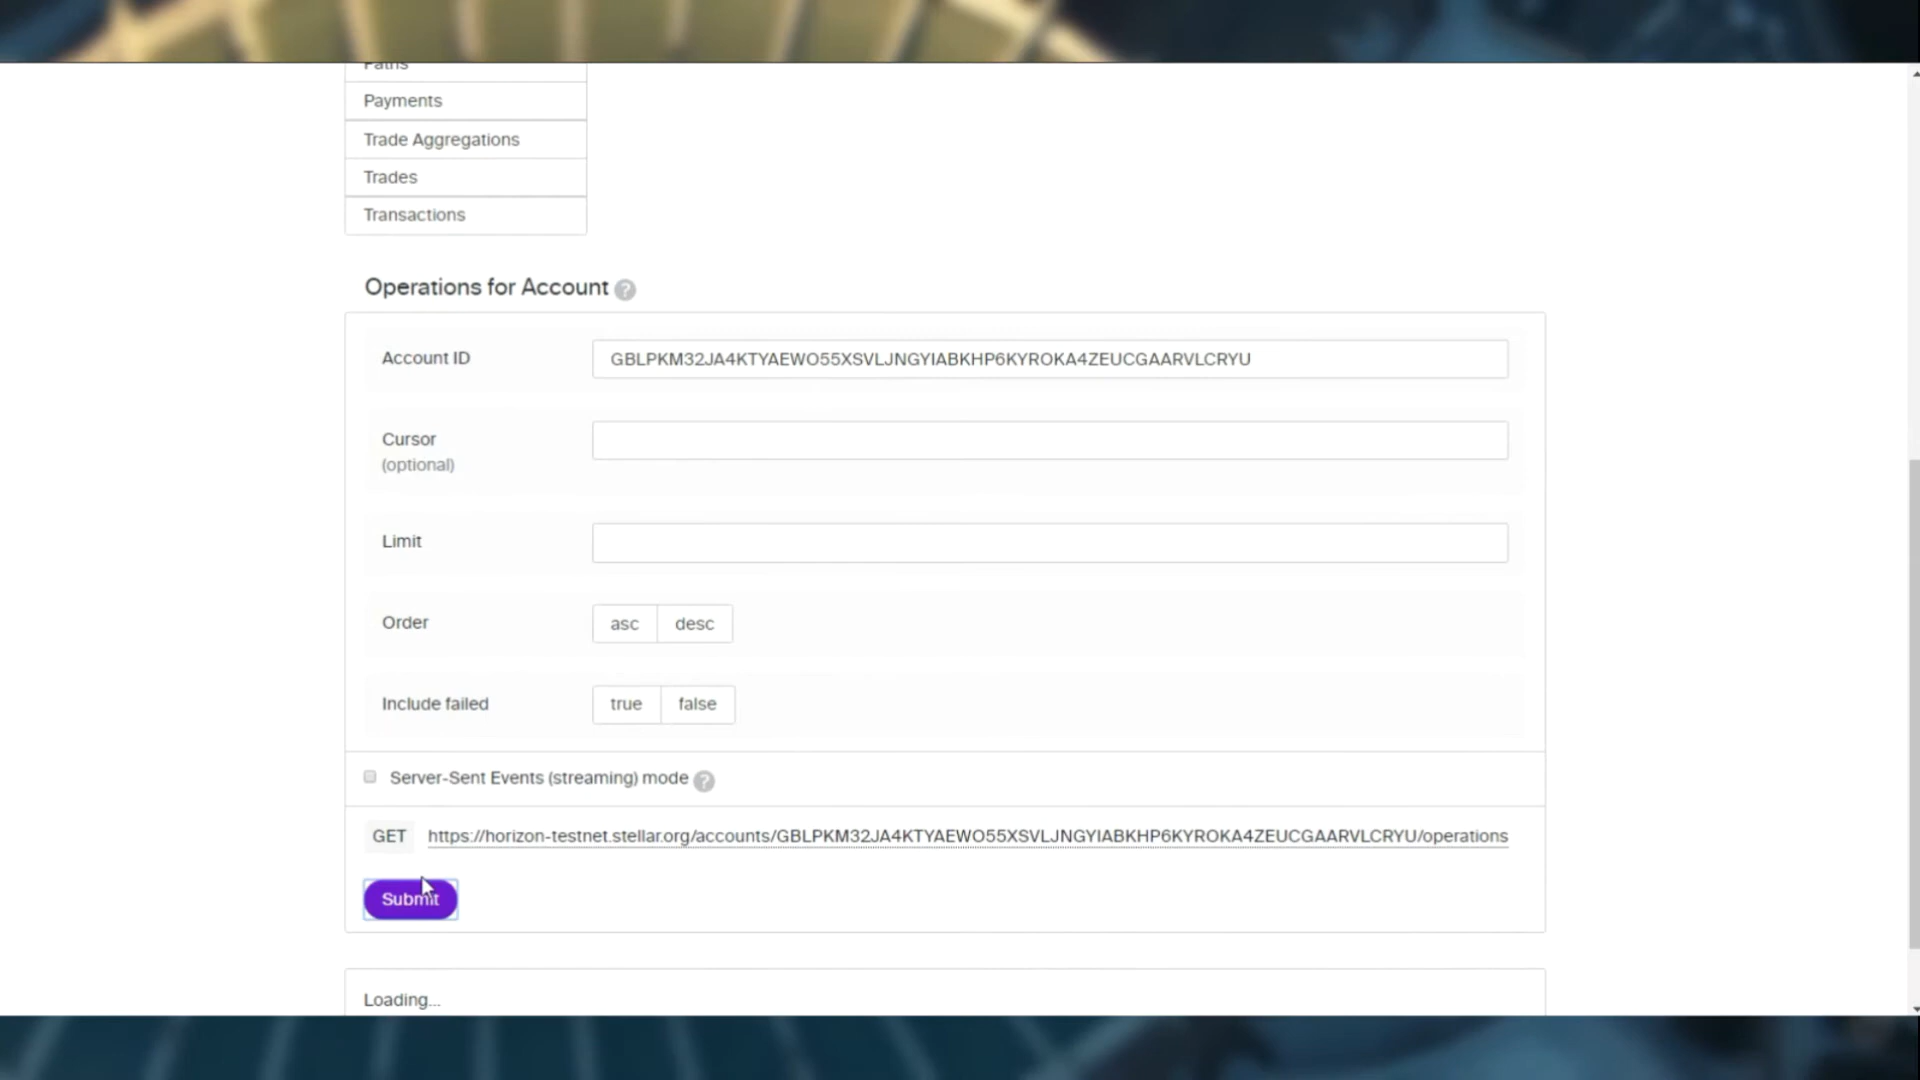 Paths
Payments
Trade Aggregations
Trades
Transactions
Operations for Account ?
Account ID GBLPKM32JA4KTYAEWO55XSVLJNGYIABKHP6KYROKA4ZEUCGAARVLCRYU
Cursor
(optional)
Limit
Order asc desc
Include failed true false
Server-Sent Events (streaming) mode ?
GET https://horizon-testnet.stellar.org/accounts/GBLPKM32JA4KTYAEWO55XSVLJNGYIABKHP6KYROKA4ZEUCGAARVLCRYU/operations
Submit
Loading...